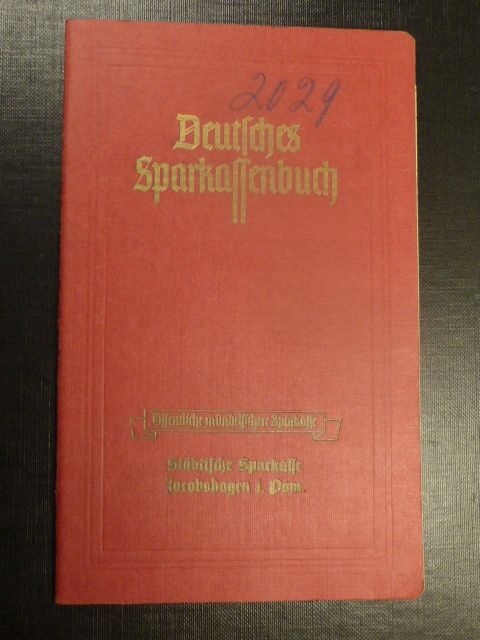 2029
Deutsches
Sparkassenbuch
Öffentliche mündelsichere Sparkasse
Städtische Sparkasse
Jacobshagen i. Pom.